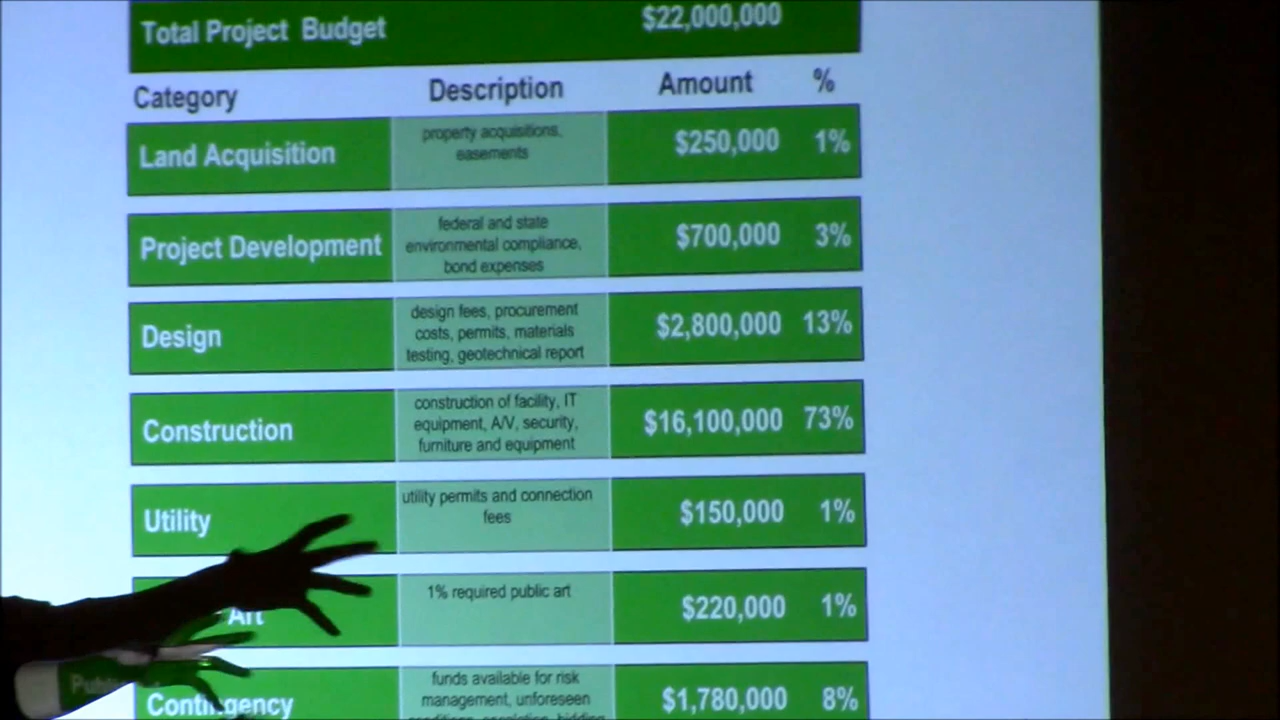 Total Project Budget $22,000,000
Category Description Amount %
Land Acquisition property acquisitions, easements $250,000 1%
Project Development federal and state environmental compliance, bond expenses $700,000 3%
Design design fees, procurement costs, permits, materials testing, geotechnical report $2,800,000 13%
Construction construction of facility, IT equipment, A/V, security, furniture and equipment $16,100,000 73%
Utility utility permits and connection fees $150,000 1%
Art 1% required public art $220,000 1%
Contingency funds available for risk management, unforeseen $1,780,000 8%